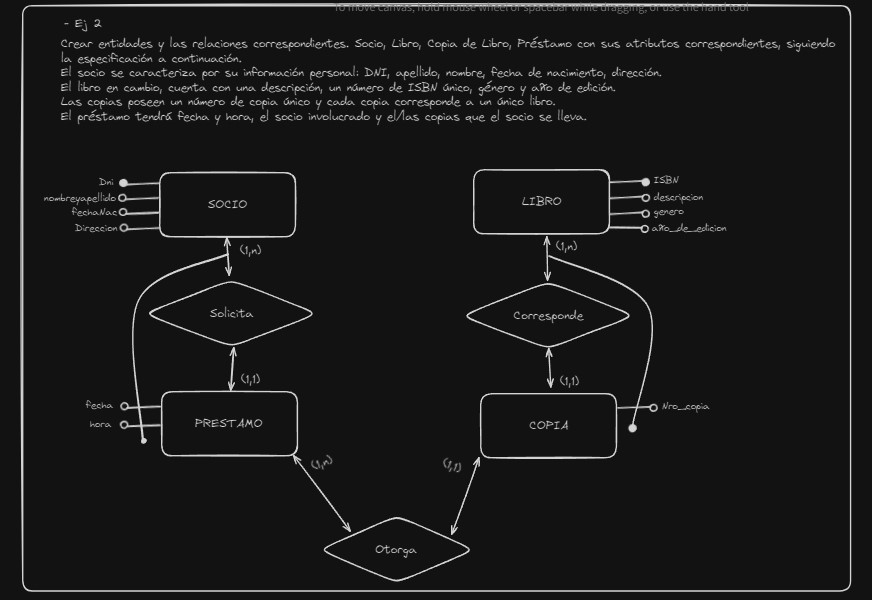 To move canvas, hold mouse wheel or spacebar while dragging, or use the hand tool
- Ej 2
Crear entidades y las relaciones correspondientes. Socio, Libro, Copia de Libro, Préstamo con sus atributos correspondientes, siguiendo
la especificación a continuación.
El socio se caracteriza por su información personal: DNI, apellido, nombre, fecha de nacimiento, dirección.
El libro en cambio, cuenta con una descripción, un número de ISBN único, género y año de edición.
Las copias poseen un número de copia único y cada copia corresponde a un único libro.
El préstamo tendrá fecha y hora, el socio involucrado y el/las copias que el socio se lleva.
Dni
nombreyapellido
fechaNac
Direccion
SOCIO
LIBRO
ISBN
descripcion
genero
año_de_edicion
(1,n)
(1,n)
Solicita
Corresponde
(1,1)
(1,1)
fecha
hora
PRESTAMO
COPIA
Nro_copia
(1,n)
(1,1)
Otorga